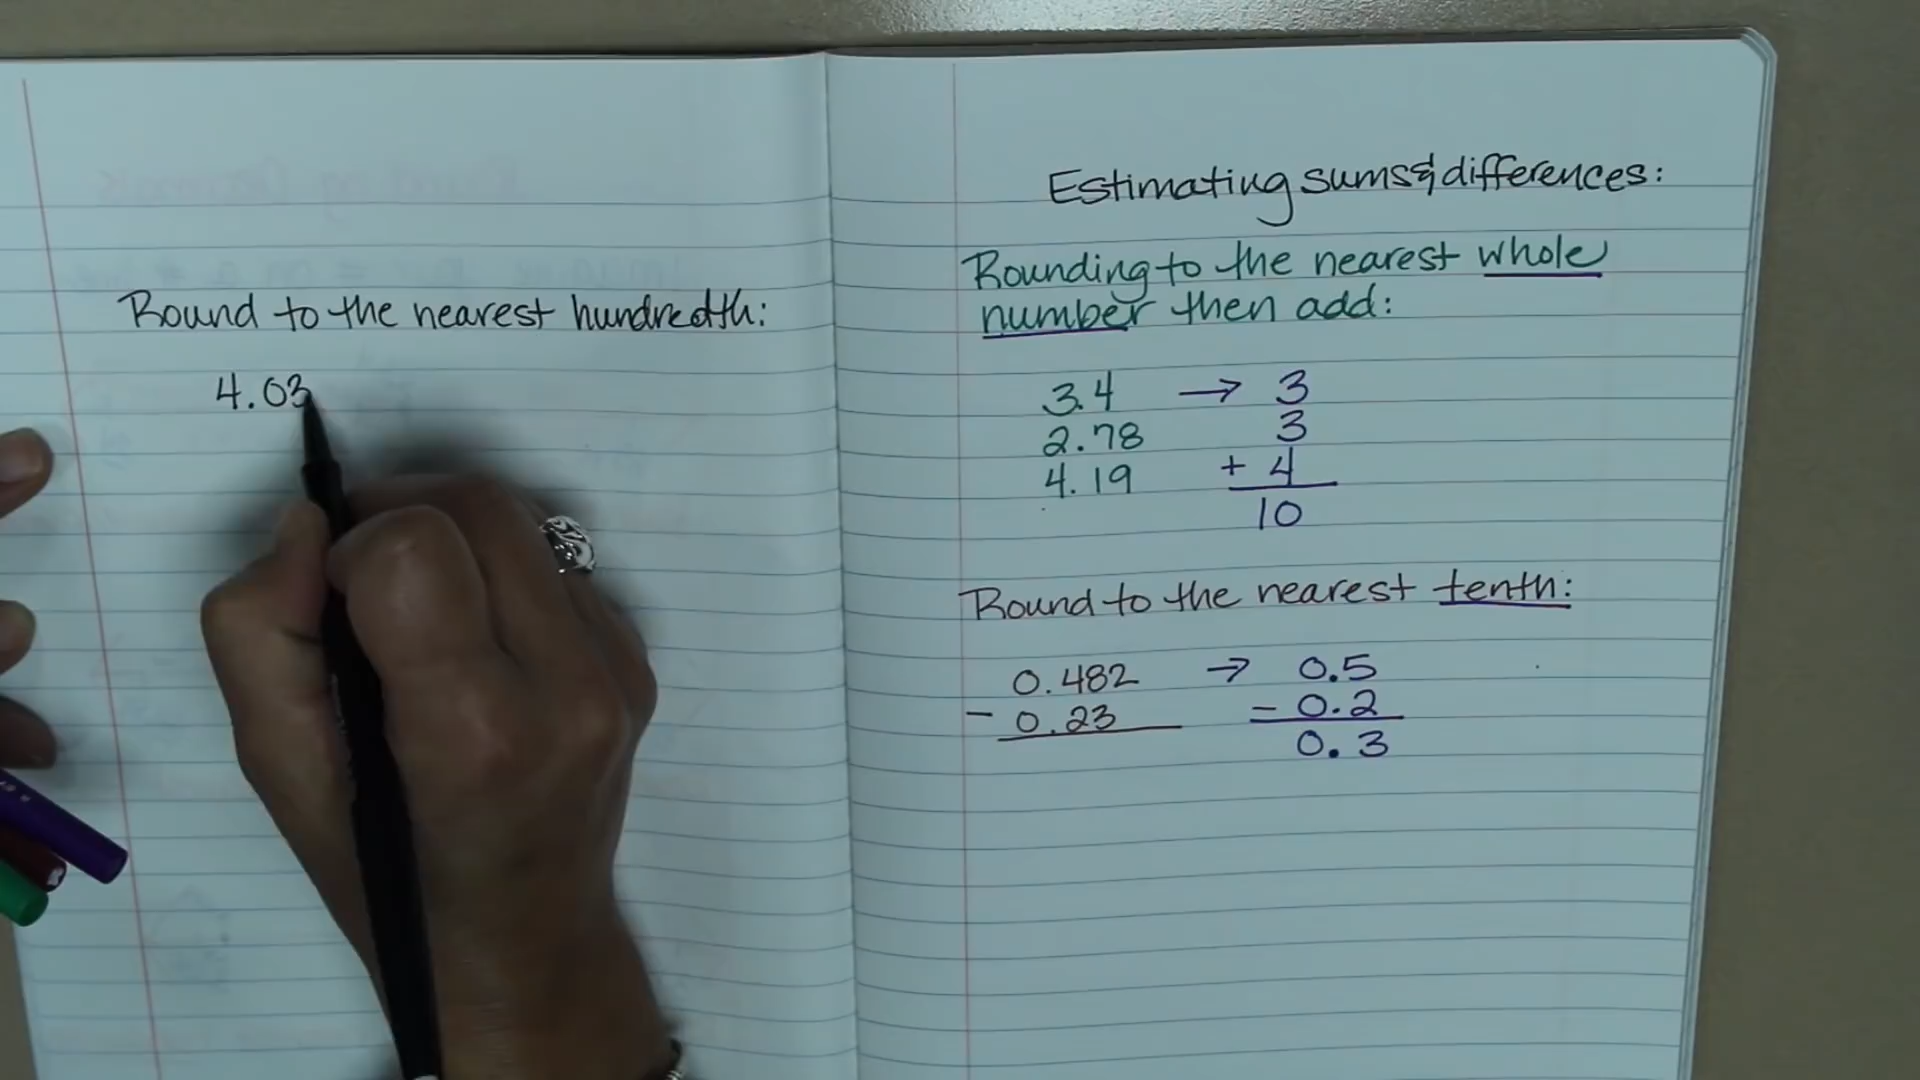 Round to the nearest hundredth:
4.03
Estimating sums & differences:
Rounding to the nearest whole
number then add:
3.4 → 3
2.78 3
4.19 + 4
10
Round to the nearest tenth:
0.482 → 0.5
- 0.23 - 0.2
0.3